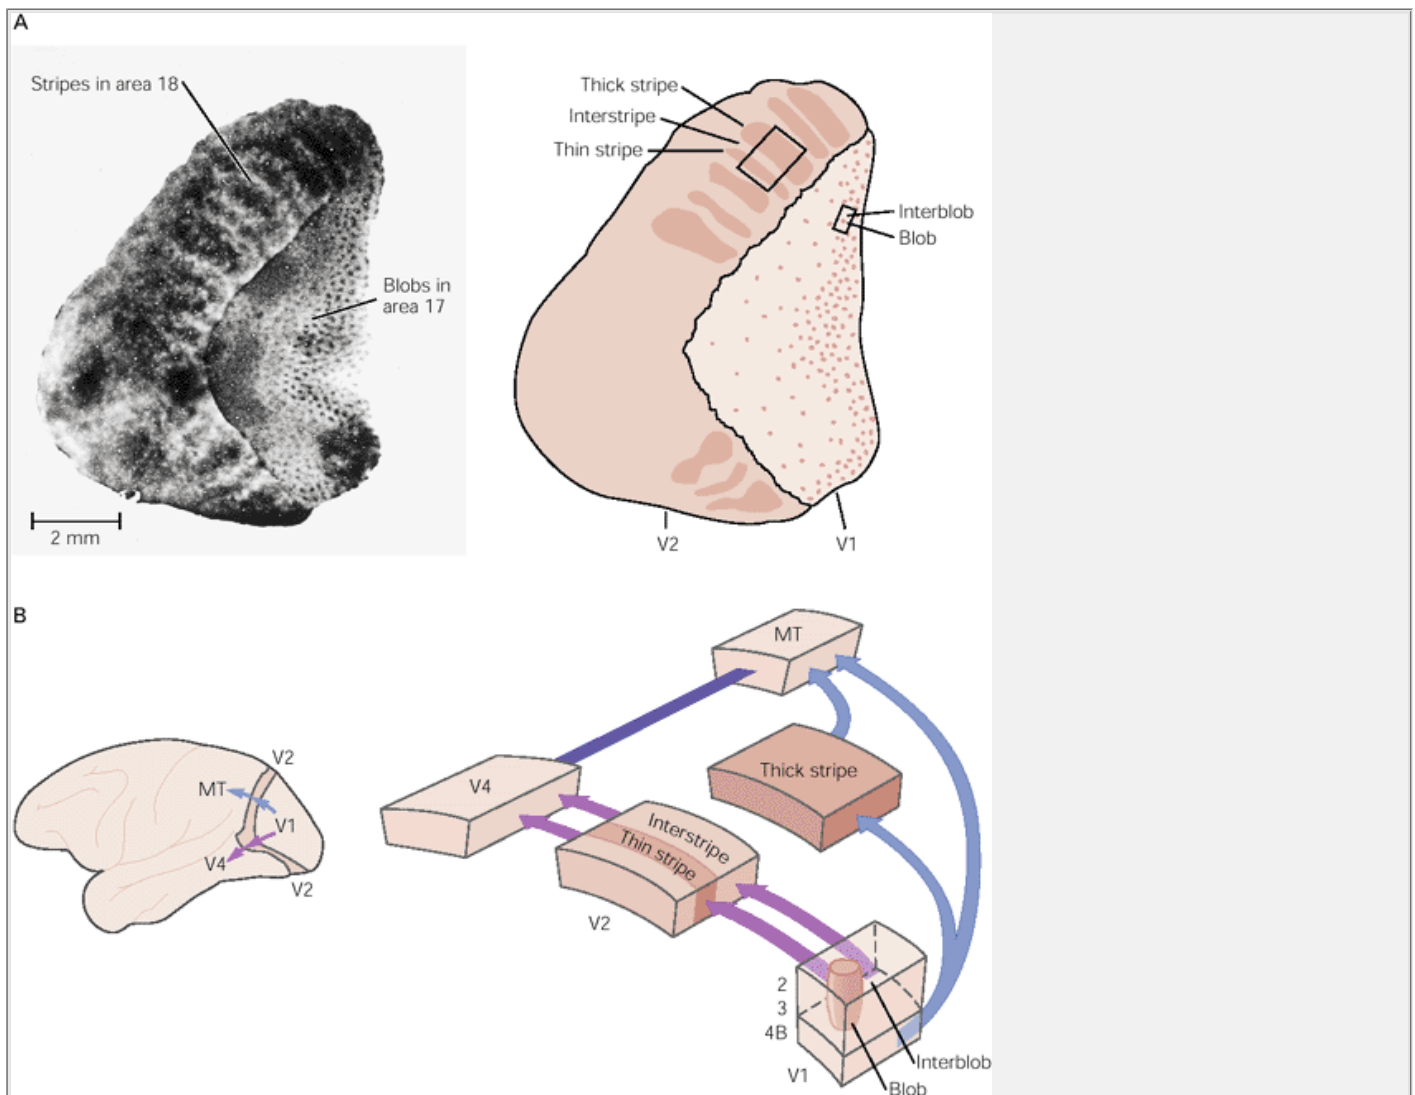 A
Stripes in area 18
Blobs in
area 17
2 mm
Thick stripe
Interstripe
Thin stripe
Interblob
Blob
V2
V1
B
V2
MT
V1
V4
V2
MT
Thick stripe
V4
Interstripe
Thin stripe
V2
2
3
4B
V1
Interblob
Blob